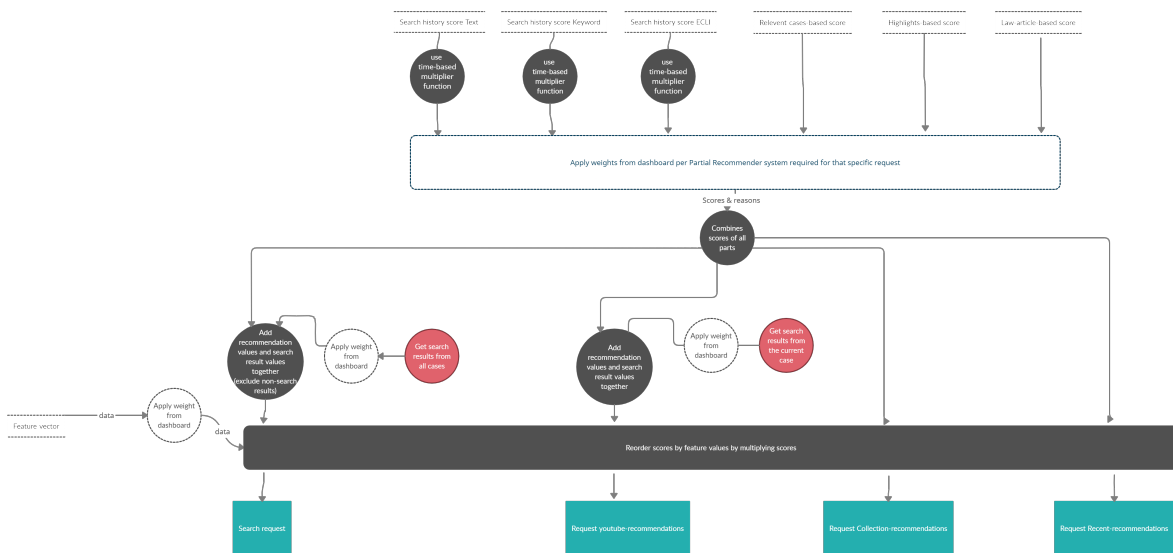 Search history score Text
Search history score Keyword
Search history score ECLI
Relevent cases-based score
Highlights-based score
Law-article-based score
use
time-based
multiplier
function
use
time-based
multiplier
function
use
time-based
multiplier
function
Apply weights from dashboard per Partial Recommender system required for that specific request
Scores & reasons
Combines
scores of all
parts
Add
recommendation
values and search
result values
together
(exclude non-search
results)
Apply weight
from
dashboard
Get search
results from
all cases
Add
recommendation
values and search
result values
together
Apply weight
from
dashboard
Get search
results from
the current
case
Feature vector
data
Apply weight
from
dashboard
data
Reorder scores by feature values by multiplying scores
Search request
Request youtube-recommendations
Request Collection-recommendations
Request Recent-recommendations